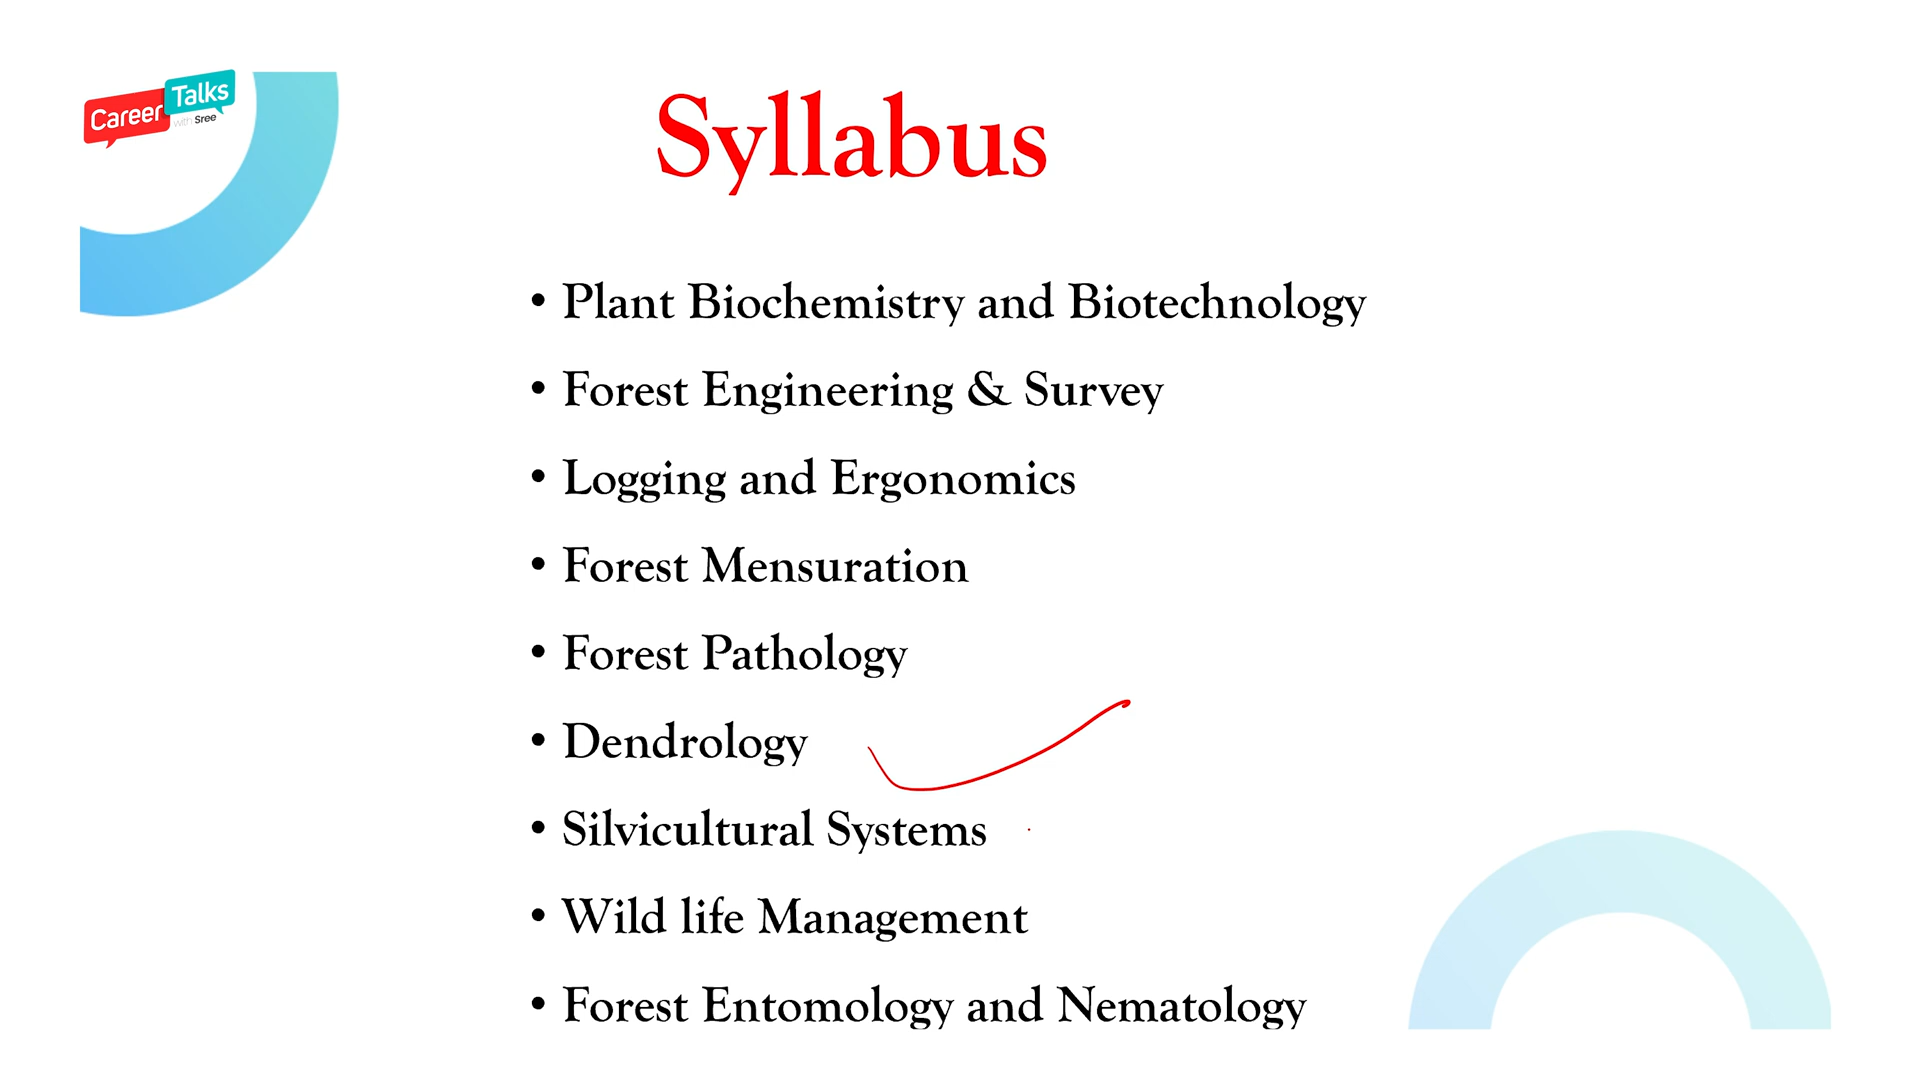 Career Talks
with Sree
Syllabus
• Plant Biochemistry and Biotechnology
• Forest Engineering & Survey
• Logging and Ergonomics
• Forest Mensuration
• Forest Pathology
• Dendrology
• Silvicultural Systems
• Wild life Management
• Forest Entomology and Nematology